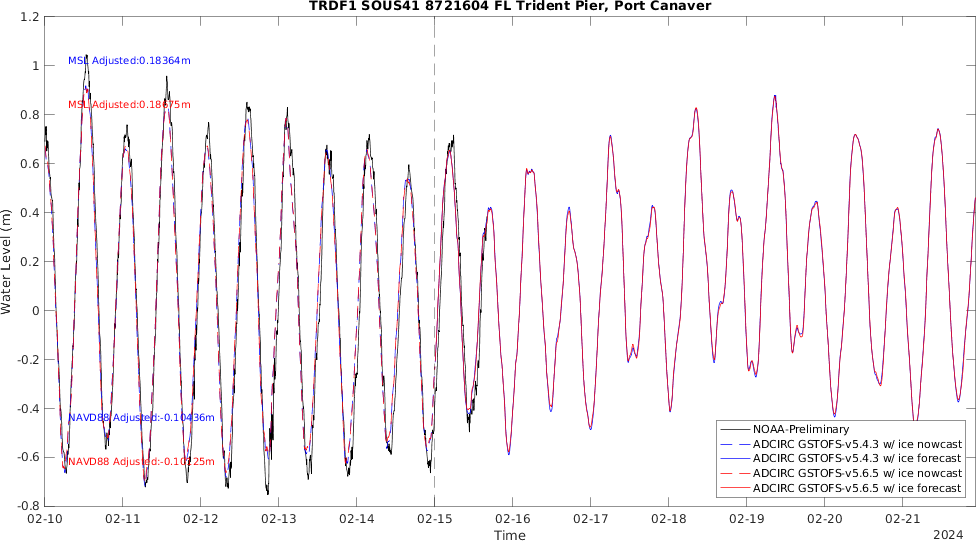 TRDF1 SOUS41 8721604 FL Trident Pier, Port Canaver
1.2
1
0.8
0.6
0.4
0.2
0
-0.2
-0.4
-0.6
-0.8
Water Level (m)
MSL Adjusted:0.18364m
MSL Adjusted:0.18675m
NAVD88 Adjusted:-0.10436m
NAVD88 Adjusted:-0.10125m
NOAA-Preliminary
ADCIRC GSTOFS-v5.4.3 w/ ice nowcast
ADCIRC GSTOFS-v5.4.3 w/ ice forecast
ADCIRC GSTOFS-v5.6.5 w/ ice nowcast
ADCIRC GSTOFS-v5.6.5 w/ ice forecast
02-10 02-11 02-12 02-13 02-14 02-15 02-16 02-17 02-18 02-19 02-20 02-21
Time
2024